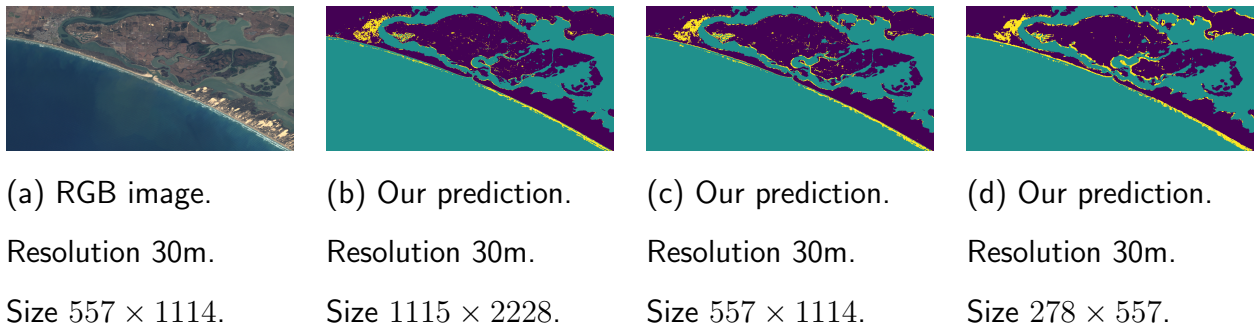 (a) RGB image.
Resolution 30m.
Size 557 × 1114.
(b) Our prediction.
Resolution 30m.
Size 1115 × 2228.
(c) Our prediction.
Resolution 30m.
Size 557 × 1114.
(d) Our prediction.
Resolution 30m.
Size 278 × 557.